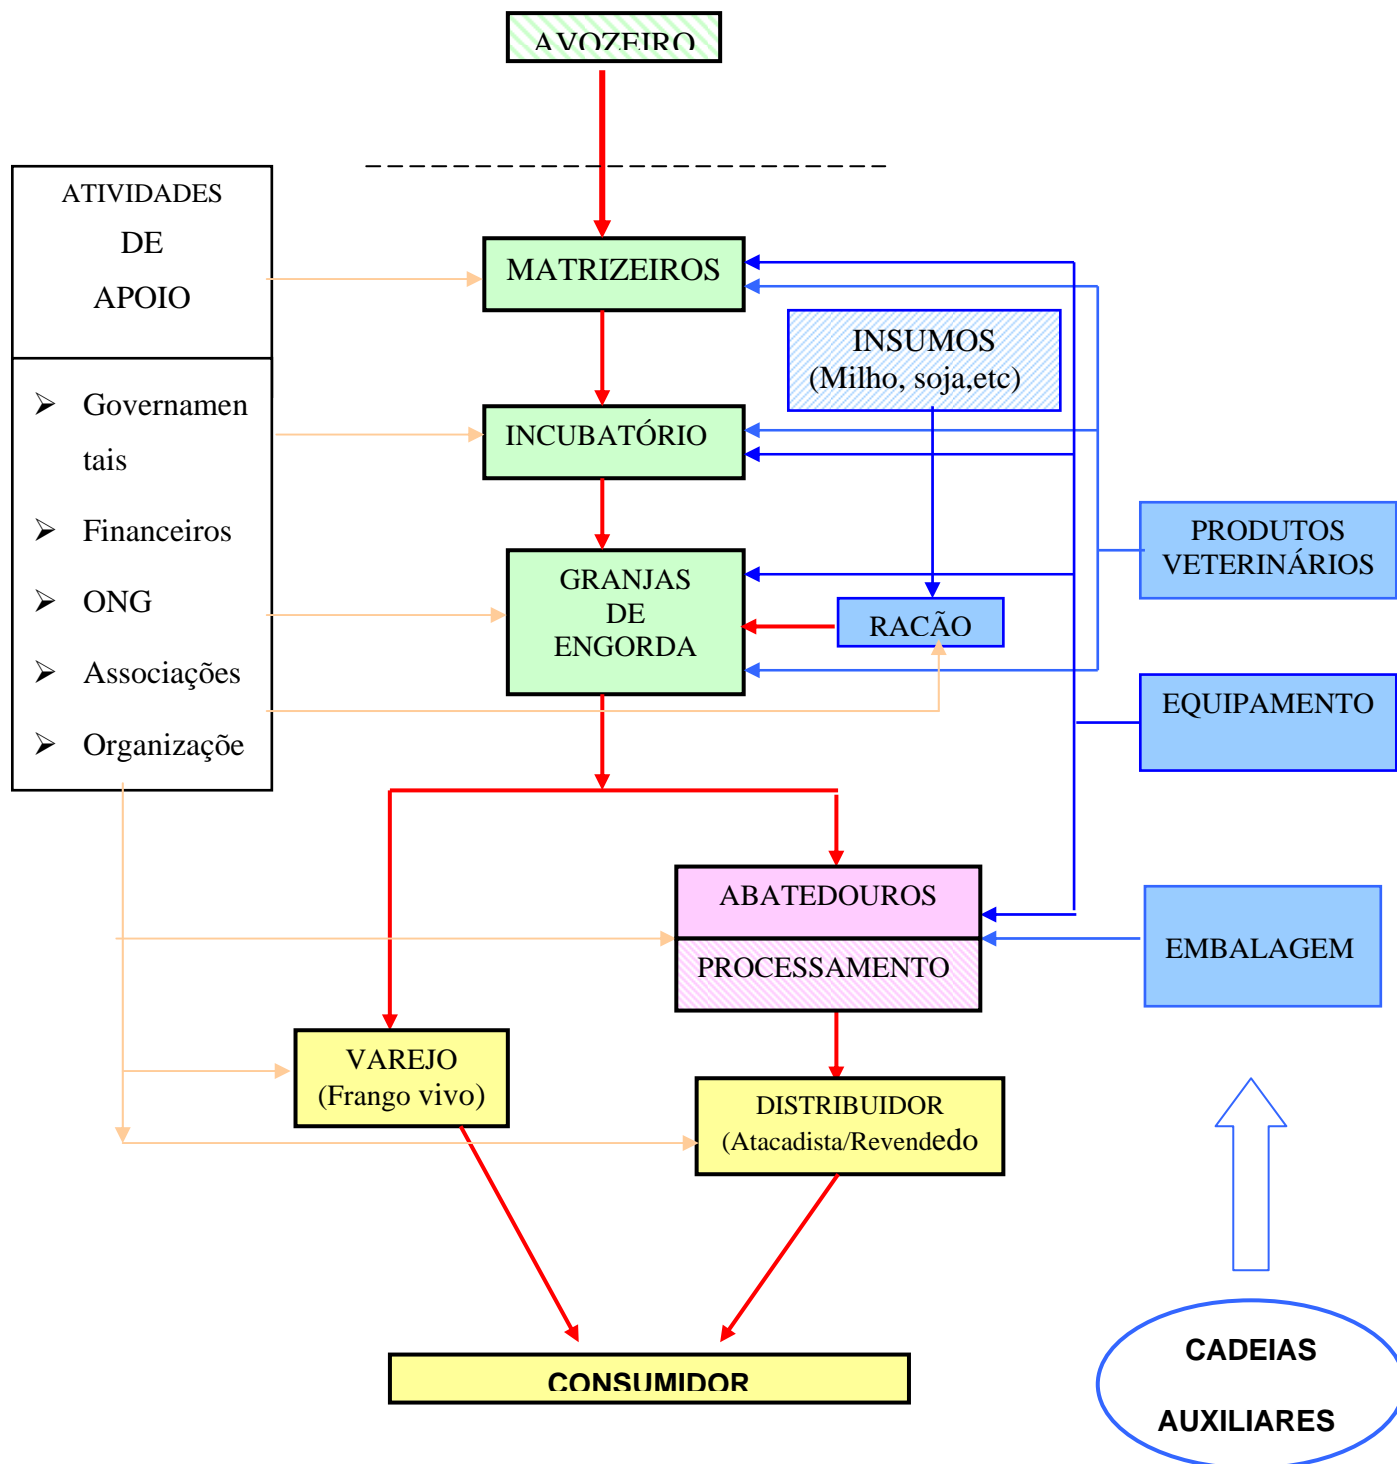 AVOZEIRO
ATIVIDADES
DE
APOIO
MATRIZEIROS
INSUMOS
(Milho, soja,etc)
➢ Governamen
tais
➢ Financeiros
➢ ONG
➢ Associações
➢ Organizaçõe
INCUBATÓRIO
GRANJAS
DE
ENGORDA
RACÃO
PRODUTOS
VETERINÁRIOS
EQUIPAMENTO
ABATEDOUROS
PROCESSAMENTO
EMBALAGEM
VAREJO
(Frango vivo)
DISTRIBUIDOR
(Atacadista/Revendedo
CONSUMIDOR
CADEIAS
AUXILIARES